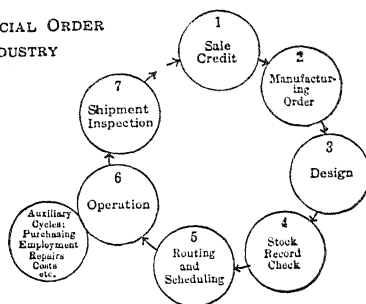 CIAL ORDER
DUSTRY
1
Sale
Credit
2
Manufactur-
ing
Order
3
Design
4
Stock
Record
Check
5
Routing
and
Scheduling
6
Operation
Auxiliary
Cycles:
Purchasing
Employment
Repairs
Costs
etc.
7
Shipment
Inspection